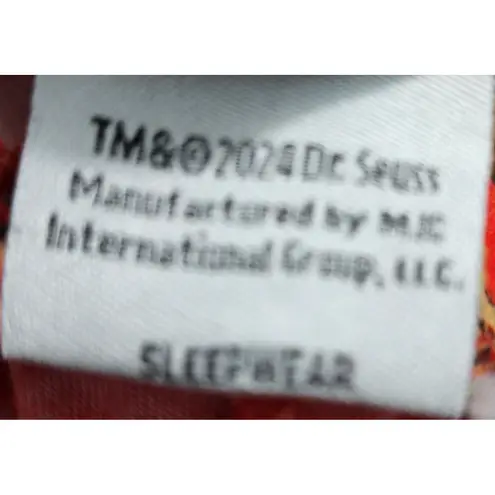 TM&©2024 Dr. Seuss
Manufactured by MJC
International Group, LLC.
SLEEPWEAR